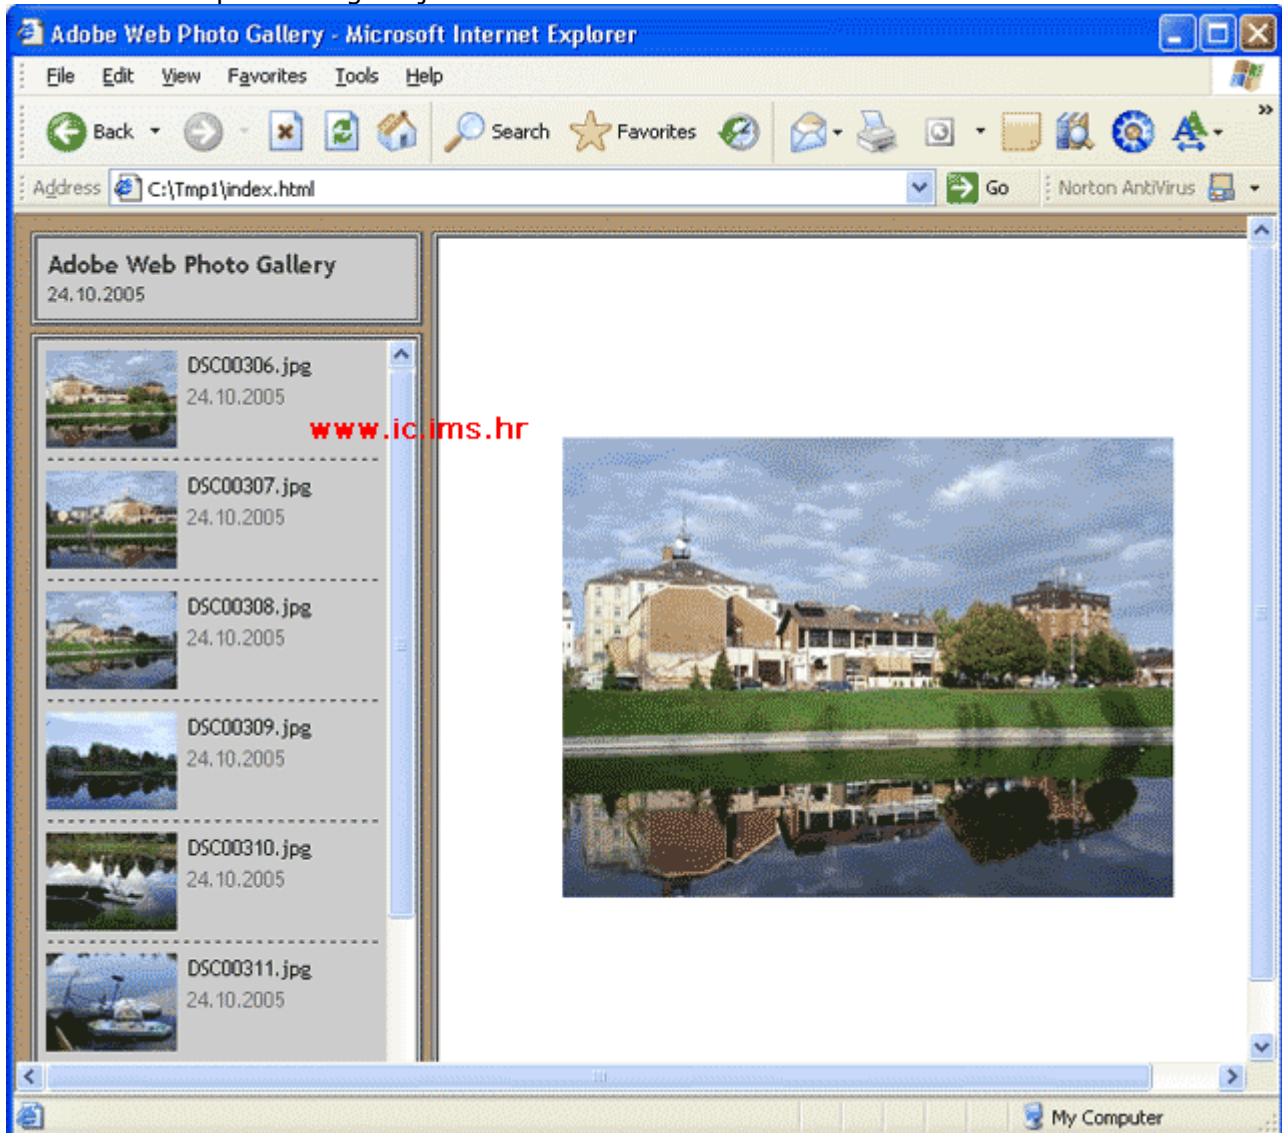 Adobe Web Photo Gallery - Microsoft Internet Explorer
File Edit View Favorites Tools Help
Back Search Favorites
Address C:\Tmp1\index.html Go Norton AntiVirus
Adobe Web Photo Gallery
24.10.2005
DSC00306.jpg
24.10.2005
www.ic.ims.hr
DSC00307.jpg
24.10.2005
DSC00308.jpg
24.10.2005
DSC00309.jpg
24.10.2005
DSC00310.jpg
24.10.2005
DSC00311.jpg
24.10.2005
My Computer